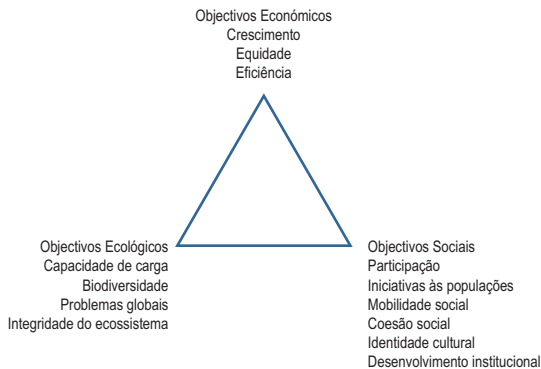 Objectivos Económicos
Crescimento
Equidade
Eficiência
Objectivos Ecológicos
Capacidade de carga
Biodiversidade
Problemas globais
Integridade do ecossistema
Objectivos Sociais
Participação
Iniciativas às populações
Mobilidade social
Coesão social
Identidade cultural
Desenvolvimento institucional